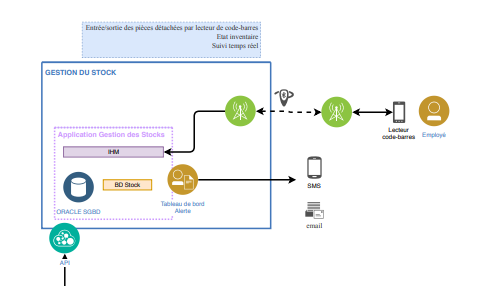 Entrée/sortie des pièces détachées par lecteur de code-barres
Etat inventaire
Suivi temps réel
GESTION DU STOCK
Application Gestion des Stocks
IHM
BD Stock
ORACLE SGBD
Tableau de bord
Alerte
API
Lecteur
code-barres
Employé
SMS
email